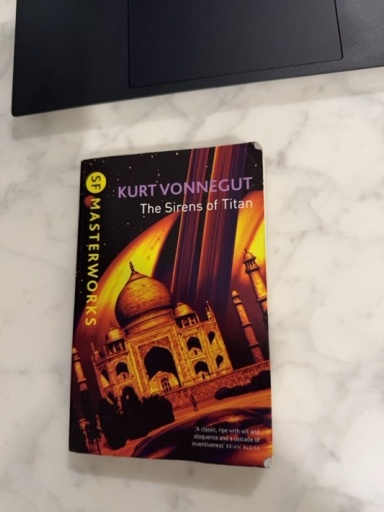 SF MASTERWORKS
KURT VONNEGUT
The Sirens of Titan
'A classic, ripe with wit and
eloquence and a cascade of
inventiveness' BRIAN ALDISS